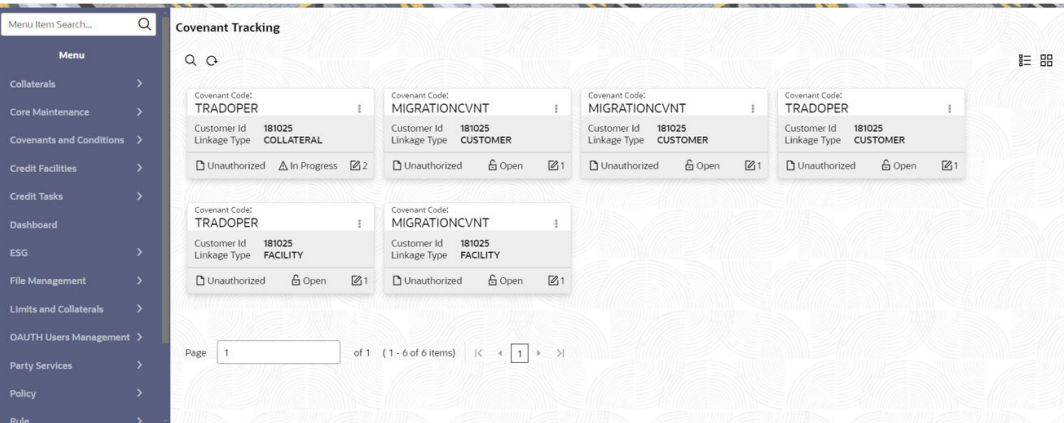 Menu Item Search...
Menu
Collaterals
Core Maintenance
Covenants and Conditions
Credit Facilities
Credit Tasks
Dashboard
ESG
File Management
Limits and Collaterals
OAUTH Users Management
Party Services
Policy
Rule
Covenant Tracking
Covenant Code:
TRADOPER
Customer Id 181025
Linkage Type COLLATERAL
Unauthorized In Progress 2
Covenant Code:
MIGRATIONCVNT
Customer Id 181025
Linkage Type CUSTOMER
Unauthorized Open 1
Covenant Code:
MIGRATIONCVNT
Customer Id 181025
Linkage Type CUSTOMER
Unauthorized Open 1
Covenant Code:
TRADOPER
Customer Id 181025
Linkage Type CUSTOMER
Unauthorized Open 1
Covenant Code:
TRADOPER
Customer Id 181025
Linkage Type FACILITY
Unauthorized Open 1
Covenant Code:
MIGRATIONCVNT
Customer Id 181025
Linkage Type FACILITY
Unauthorized Open 1
Page 1 of 1 (1 - 6 of 6 items) 1